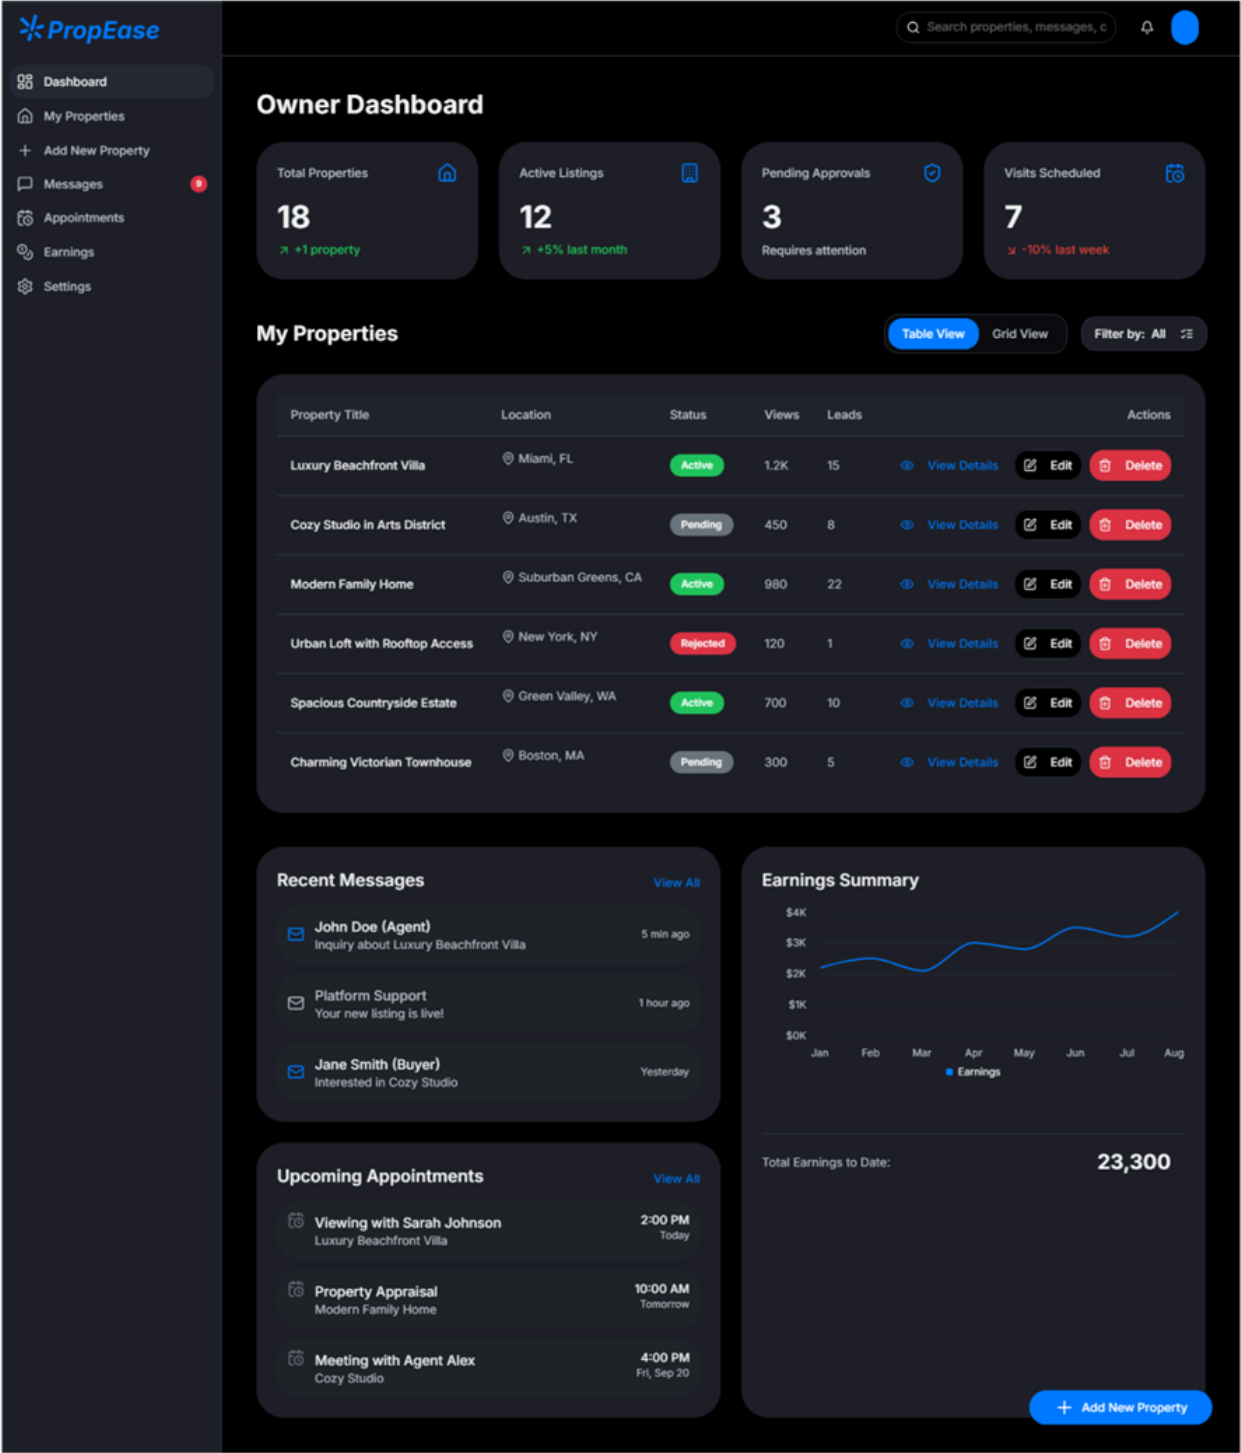 PropEase
Search properties, messages, c
Dashboard
My Properties
Add New Property
Messages 9
Appointments
Earnings
Settings
Owner Dashboard
Total Properties
18
+1 property
Active Listings
12
+5% last month
Pending Approvals
3
Requires attention
Visits Scheduled
7
-10% last week
My Properties
Table View Grid View Filter by: All
Property Title Location Status Views Leads Actions
Luxury Beachfront Villa Miami, FL Active 1.2K 15 View Details Edit Delete
Cozy Studio in Arts District Austin, TX Pending 450 8 View Details Edit Delete
Modern Family Home Suburban Greens, CA Active 980 22 View Details Edit Delete
Urban Loft with Rooftop Access New York, NY Rejected 120 1 View Details Edit Delete
Spacious Countryside Estate Green Valley, WA Active 700 10 View Details Edit Delete
Charming Victorian Townhouse Boston, MA Pending 300 5 View Details Edit Delete
Recent Messages View All
John Doe (Agent)
Inquiry about Luxury Beachfront Villa
5 min ago
Platform Support
Your new listing is live!
1 hour ago
Jane Smith (Buyer)
Interested in Cozy Studio
Yesterday
Upcoming Appointments View All
Viewing with Sarah Johnson
Luxury Beachfront Villa
2:00 PM
Today
Property Appraisal
Modern Family Home
10:00 AM
Tomorrow
Meeting with Agent Alex
Cozy Studio
4:00 PM
Fri, Sep 20
Earnings Summary
$4K
$3K
$2K
$1K
$0K
Jan Feb Mar Apr May Jun Jul Aug
Earnings
Total Earnings to Date: 23,300
Add New Property